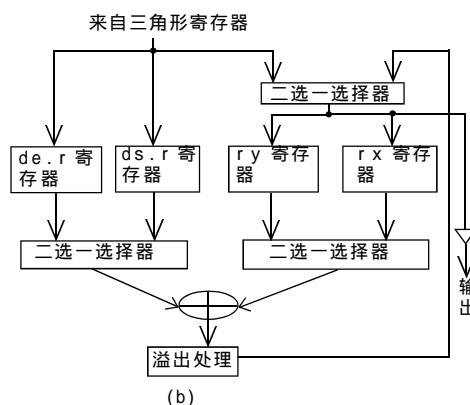 来自三角形寄存器
二选一选择器
de.r 寄
存器
ds.r 寄
存器
ry 寄存
器
rx 寄存
器
二选一选择器
二选一选择器
输
出
溢出处理
(b)